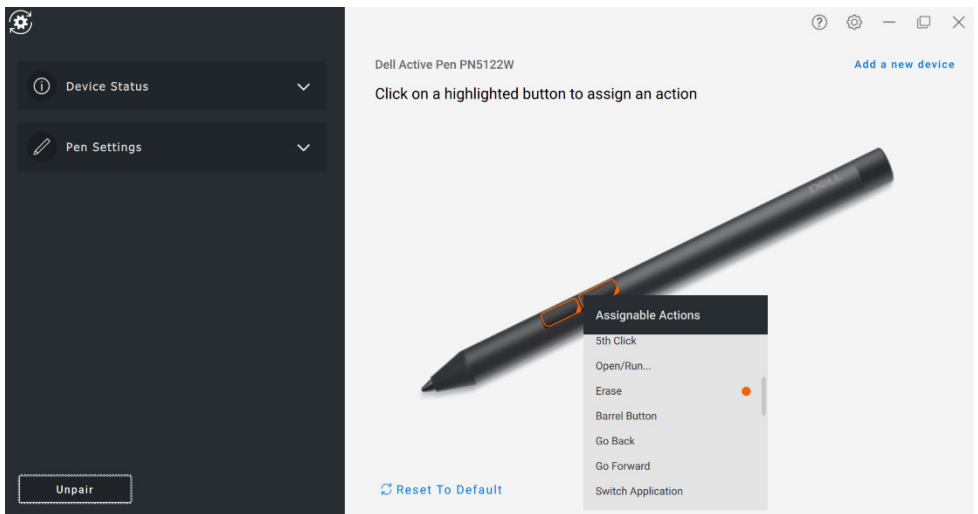 Device Status
Pen Settings
Unpair
Dell Active Pen PN5122W
Add a new device
Click on a highlighted button to assign an action
DELL
Assignable Actions
5th Click
Open/Run...
Erase
Barrel Button
Go Back
Go Forward
Switch Application
Reset To Default